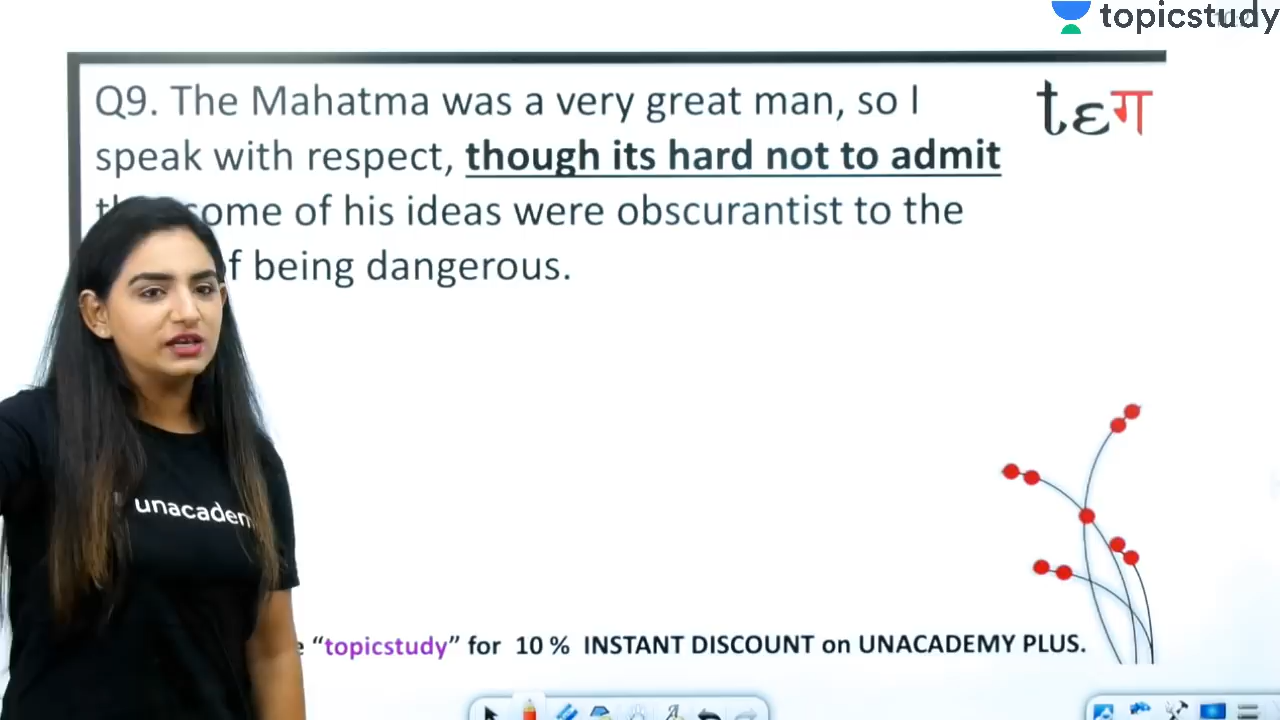 topicstudy
Q9. The Mahatma was a very great man, so I
tεग
speak with respect, though its hard not to admit
some of his ideas were obscurantist to the
of being dangerous.
unacadem
“topicstudy” for 10 % INSTANT DISCOUNT on UNACADEMY PLUS.